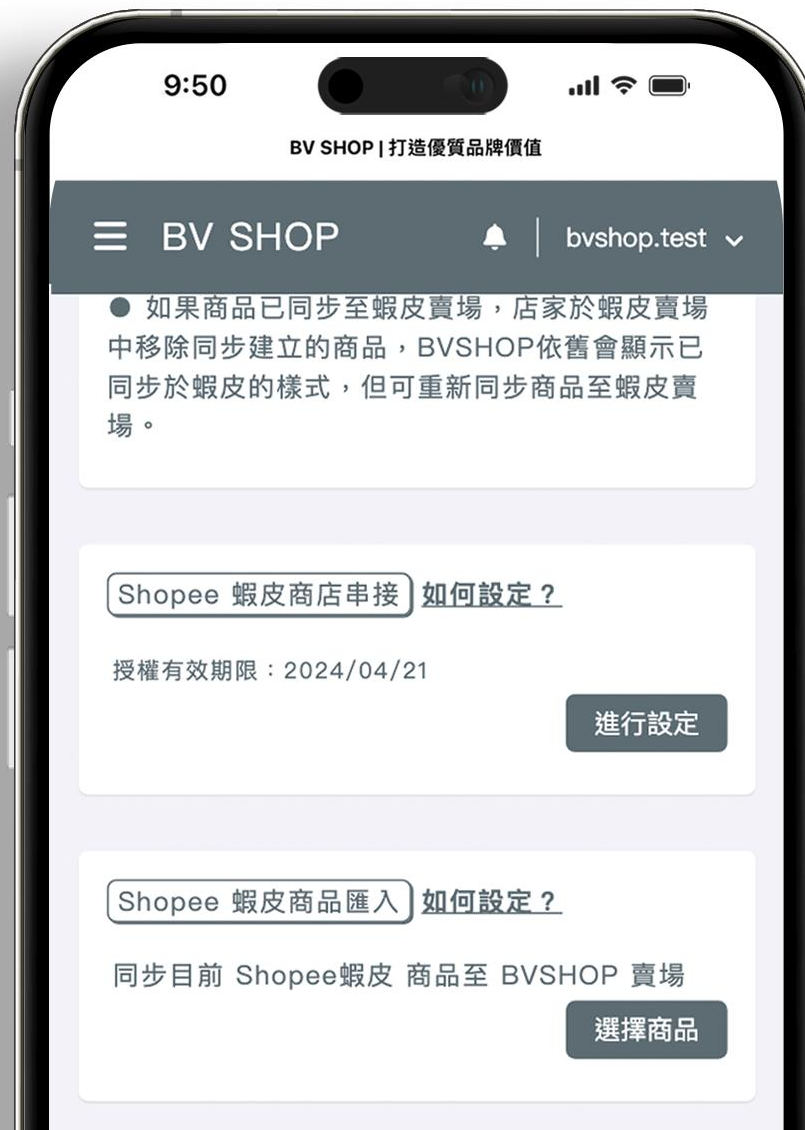 9:50
BV SHOP | 打造優質品牌價值
BV SHOP
bvshop.test
● 如果商品已同步至蝦皮賣場，店家於蝦皮賣場
中移除同步建立的商品，BVSHOP依舊會顯示已
同步於蝦皮的樣式，但可重新同步商品至蝦皮賣
場。
Shopee 蝦皮商店串接 如何設定？
授權有效期限：2024/04/21
進行設定
Shopee 蝦皮商品匯入 如何設定？
同步目前 Shopee蝦皮 商品至 BVSHOP 賣場
選擇商品